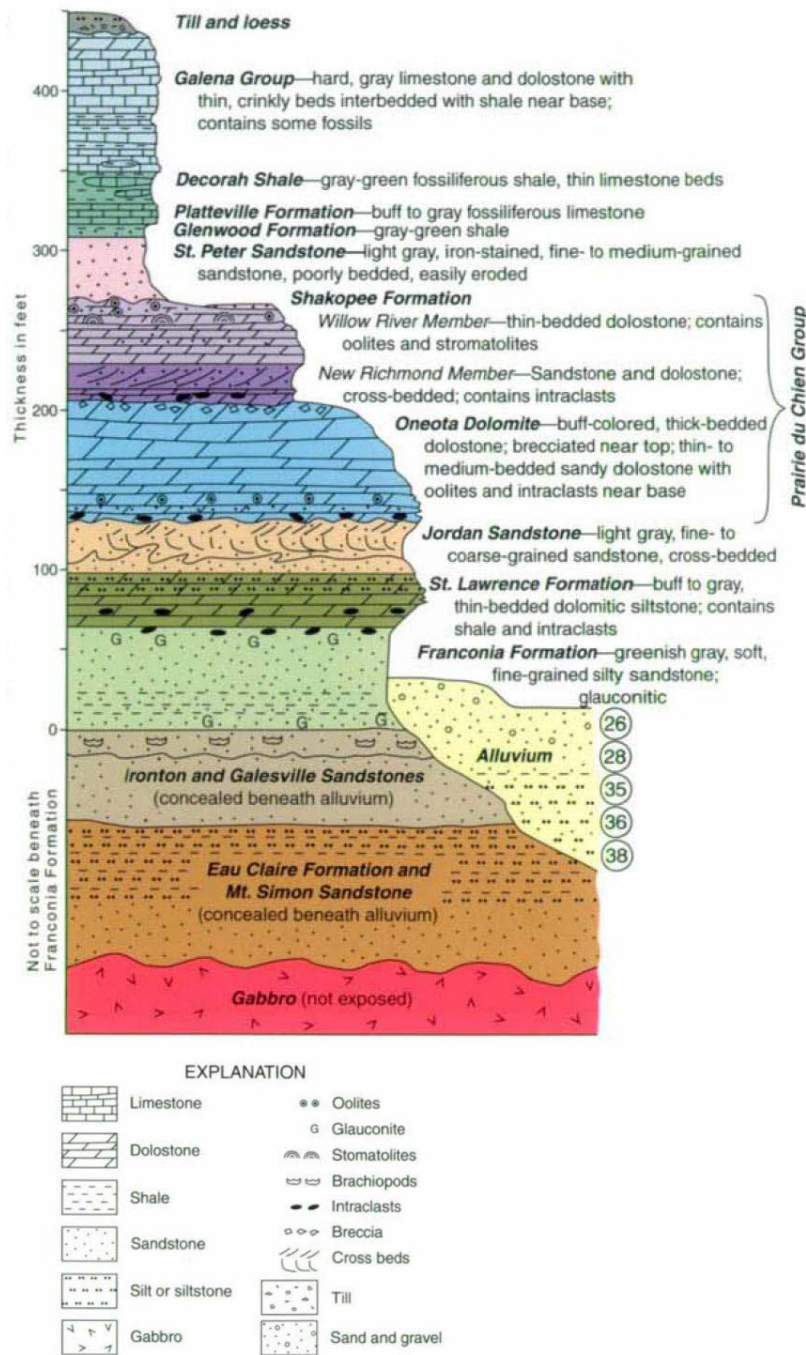 Till and loess
400
Galena Group—hard, gray limestone and dolostone with
thin, crinkly beds interbedded with shale near base;
contains some fossils
Decorah Shale—gray-green fossiliferous shale, thin limestone beds
Platteville Formation—buff to gray fossiliferous limestone
Glenwood Formation—gray-green shale
300
St. Peter Sandstone—light gray, iron-stained, fine- to medium-grained
sandstone, poorly bedded, easily eroded
Shakopee Formation
Willow River Member—thin-bedded dolostone; contains
oolites and stromatolites
New Richmond Member—Sandstone and dolostone;
cross-bedded; contains intraclasts
Thickness in feet
200
Oneota Dolomite—buff-colored, thick-bedded
dolostone; brecciated near top; thin- to
medium-bedded sandy dolostone with
oolites and intraclasts near base
Prairie du Chien Group
Jordan Sandstone—light gray, fine- to
coarse-grained sandstone, cross-bedded
100
St. Lawrence Formation—buff to gray,
thin-bedded dolomitic siltstone; contains
shale and intraclasts
G G G G
Franconia Formation—greenish gray, soft,
fine-grained silty sandstone;
glauconitic
G G G
0
26
Alluvium
28
35
36
38
Ironton and Galesville Sandstones
(concealed beneath alluvium)
Not to scale beneath
Franconia Formation
Eau Claire Formation and
Mt. Simon Sandstone
(concealed beneath alluvium)
Gabbro (not exposed)
EXPLANATION
Limestone
Dolostone
Shale
Sandstone
Silt or siltstone
Gabbro
Oolites
G Glauconite
Stomatolites
Brachiopods
Intraclasts
Breccia
Cross beds
Till
Sand and gravel